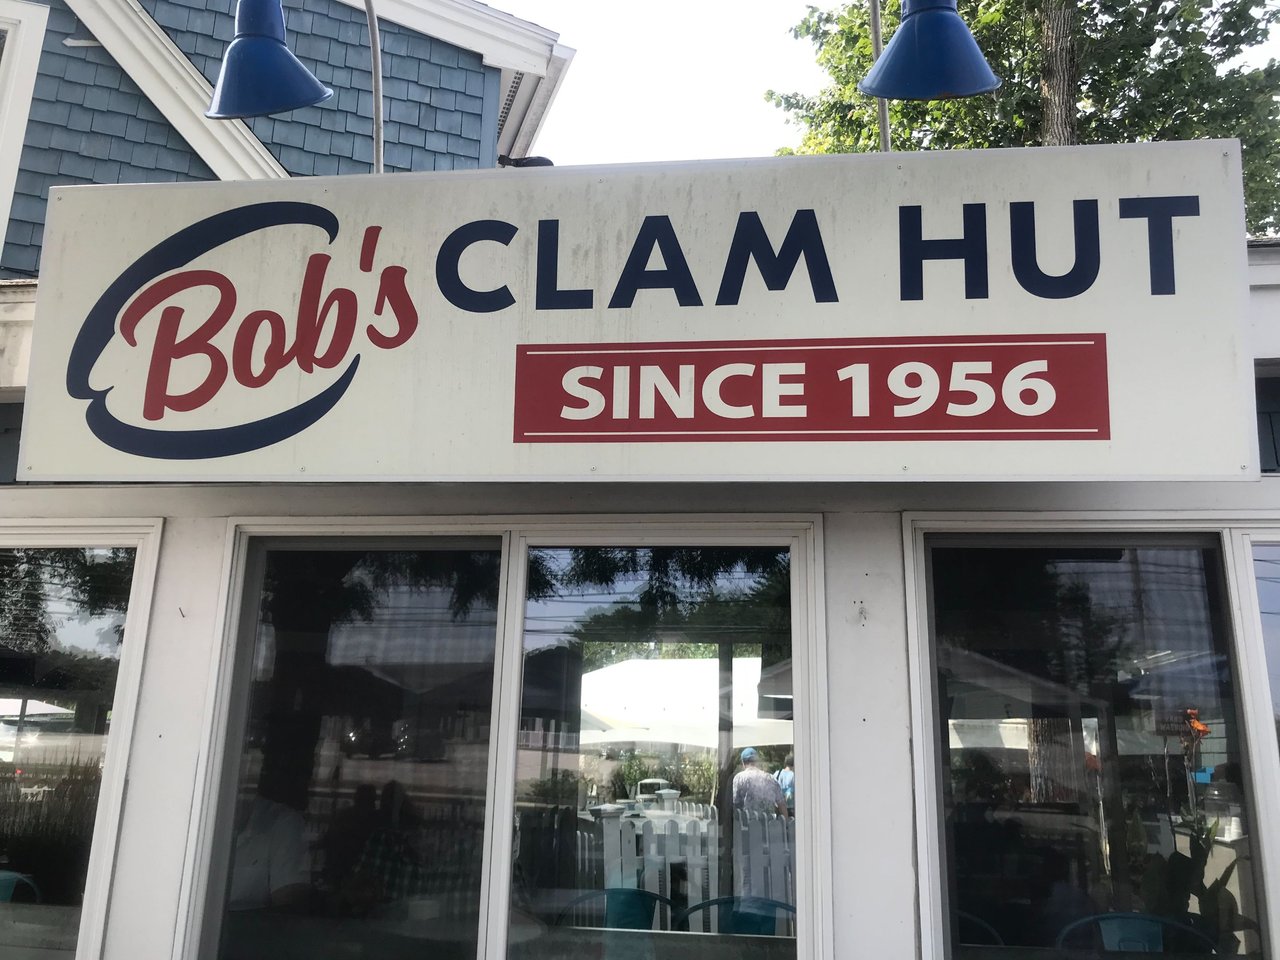 Bob's CLAM HUT
SINCE 1956